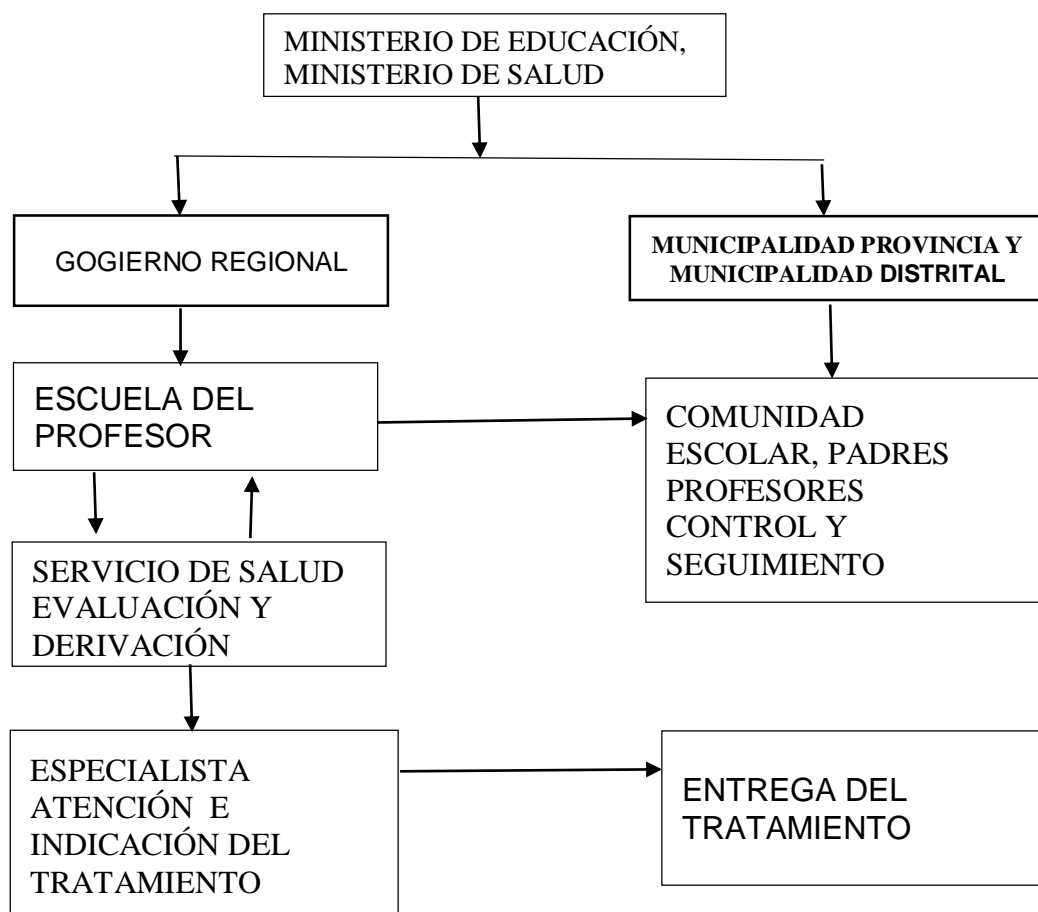 MINISTERIO DE EDUCACIÓN,
MINISTERIO DE SALUD
GOGIERNO REGIONAL
MUNICIPALIDAD PROVINCIA Y
MUNICIPALIDAD DISTRITAL
ESCUELA DEL
PROFESOR
COMUNIDAD
ESCOLAR, PADRES
PROFESORES
CONTROL Y
SEGUIMIENTO
SERVICIO DE SALUD
EVALUACIÓN Y
DERIVACIÓN
ESPECIALISTA
ATENCIÓN E
INDICACIÓN DEL
TRATAMIENTO
ENTREGA DEL
TRATAMIENTO